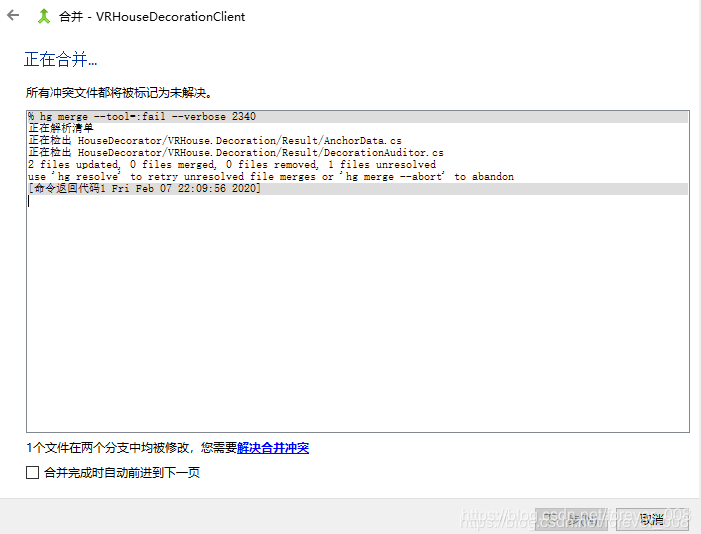 合并 - VRHouseDecorationClient
正在合并...
所有冲突文件都将被标记为未解决。
% hg merge --tool=:fail --verbose 2340
正在解析清单
正在检出 HouseDecorator/VRHouse.Decoration/Result/AnchorData.cs
正在检出 HouseDecorator/VRHouse.Decoration/Result/DecorationAuditor.cs
2 files updated, 0 files merged, 0 files removed, 1 files unresolved
use 'hg resolve' to retry unresolved file merges or 'hg merge --abort' to abandon
[命令返回代码1 Fri Feb 07 22:09:56 2020]
1个文件在两个分支中均被修改，您需要解决合并冲突
合并完成时自动前进到下一页
取消